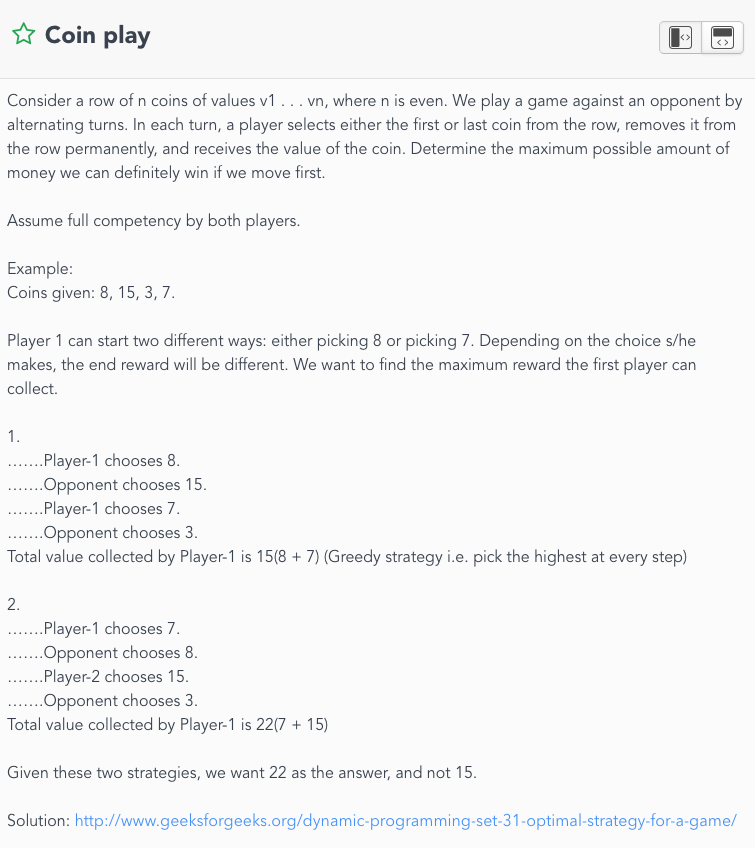 Coin play
Consider a row of n coins of values v1 . . . vn, where n is even. We play a game against an opponent by
alternating turns. In each turn, a player selects either the first or last coin from the row, removes it from
the row permanently, and receives the value of the coin. Determine the maximum possible amount of
money we can definitely win if we move first.
Assume full competency by both players.
Example:
Coins given: 8, 15, 3, 7.
Player 1 can start two different ways: either picking 8 or picking 7. Depending on the choice s/he
makes, the end reward will be different. We want to find the maximum reward the first player can
collect.
1.
.......Player-1 chooses 8.
.......Opponent chooses 15.
.......Player-1 chooses 7.
.......Opponent chooses 3.
Total value collected by Player-1 is 15(8 + 7) (Greedy strategy i.e. pick the highest at every step)
2.
.......Player-1 chooses 7.
.......Opponent chooses 8.
.......Player-2 chooses 15.
.......Opponent chooses 3.
Total value collected by Player-1 is 22(7 + 15)
Given these two strategies, we want 22 as the answer, and not 15.
Solution: http://www.geeksforgeeks.org/dynamic-programming-set-31-optimal-strategy-for-a-game/